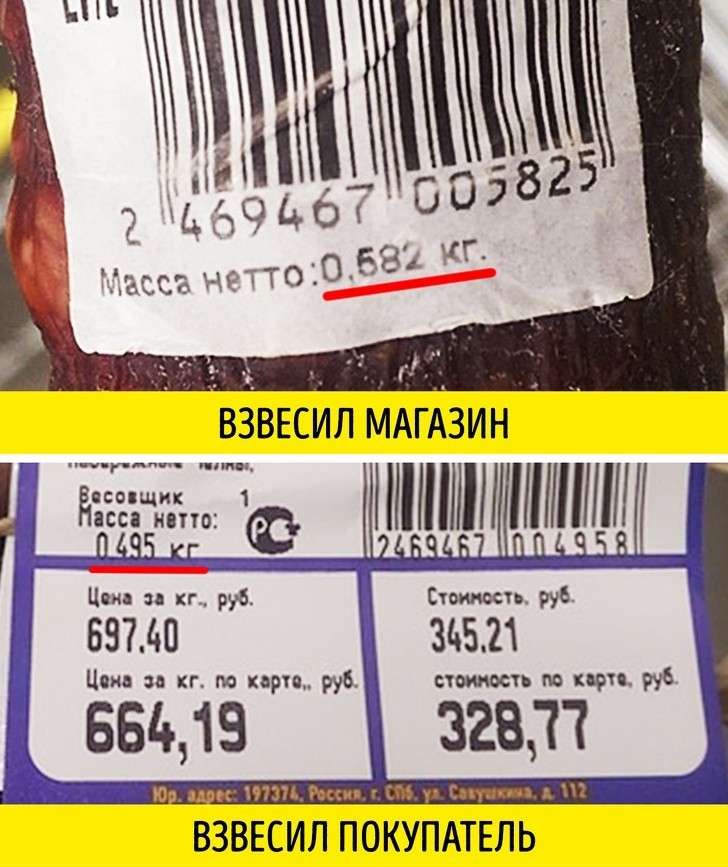 2 469467 005825
Масса нетто:0,582 кг.
ВЗВЕСИЛ МАГАЗИН
Весовщик 1
Масса нетто:
РС
0,495 кг
2469467 004958
Цена за кг., руб.
Стоимость, руб.
697.40
345.21
Цена за кг. по карте,, руб.
стоимость по карте, руб.
664,19
328,77
Юр. адрес: 197374, Россия, г. СПб, ул. Савушкина, д. 112
ВЗВЕСИЛ ПОКУПАТЕЛЬ